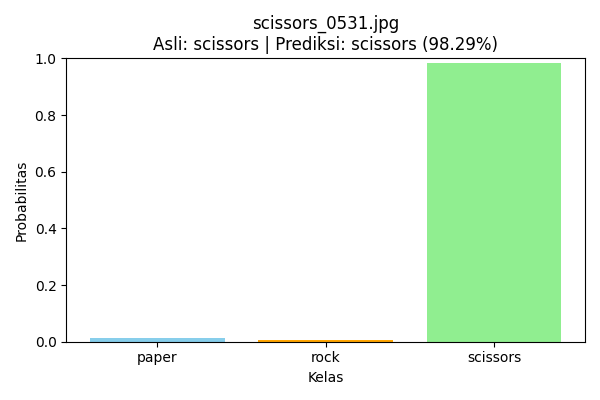 scissors_0531.jpg
Asli: scissors | Prediksi: scissors (98.29%)
1.0
0.8
0.6
0.4
0.2
0.0
Probabilitas
paper rock scissors
Kelas